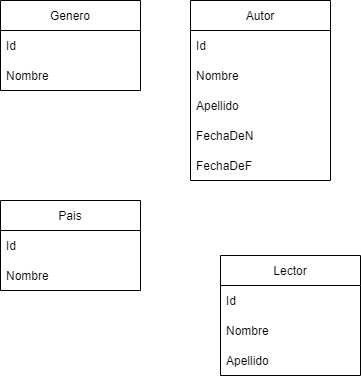 Genero
Id
Nombre
Autor
Id
Nombre
Apellido
FechaDeN
FechaDeF
Pais
Id
Nombre
Lector
Id
Nombre
Apellido